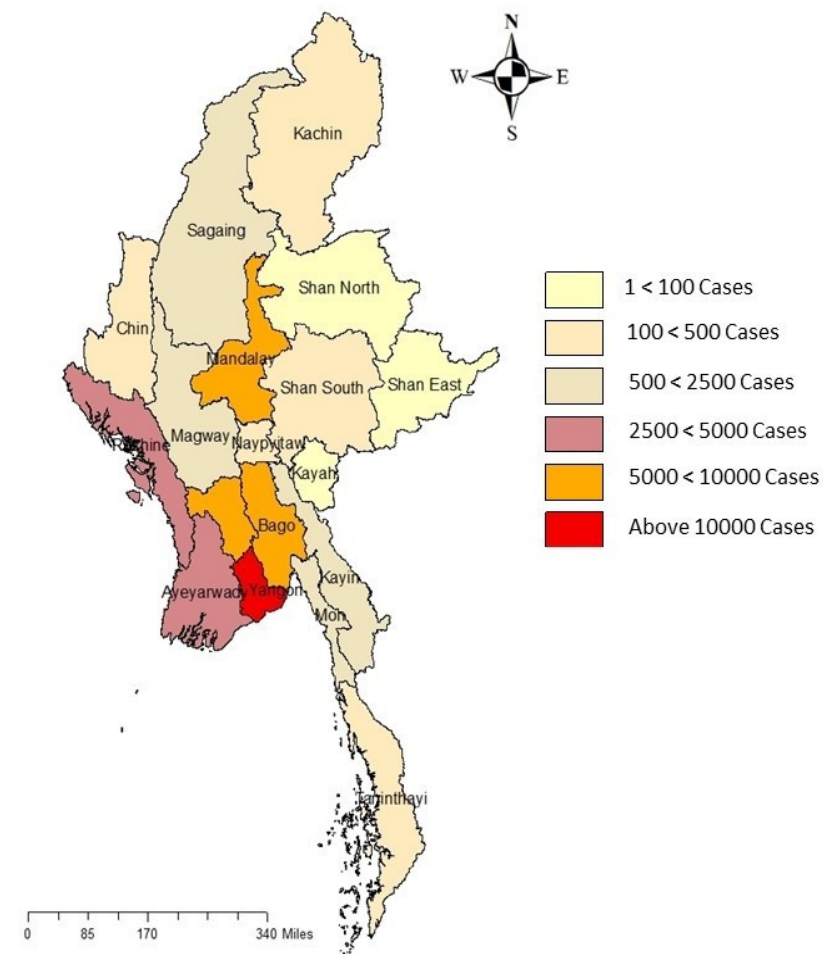 N
W E
S
Kachin
Sagaing
Shan North
Chin
Mandalay
Shan South
Shan East
Magway
Naypyitaw
Rakhine
Kayah
Bago
Ayeyarwady
Yangon
Kayin
Mon
Taninthayi
1 < 100 Cases
100 < 500 Cases
500 < 2500 Cases
2500 < 5000 Cases
5000 < 10000 Cases
Above 10000 Cases
0 85 170 340 Miles